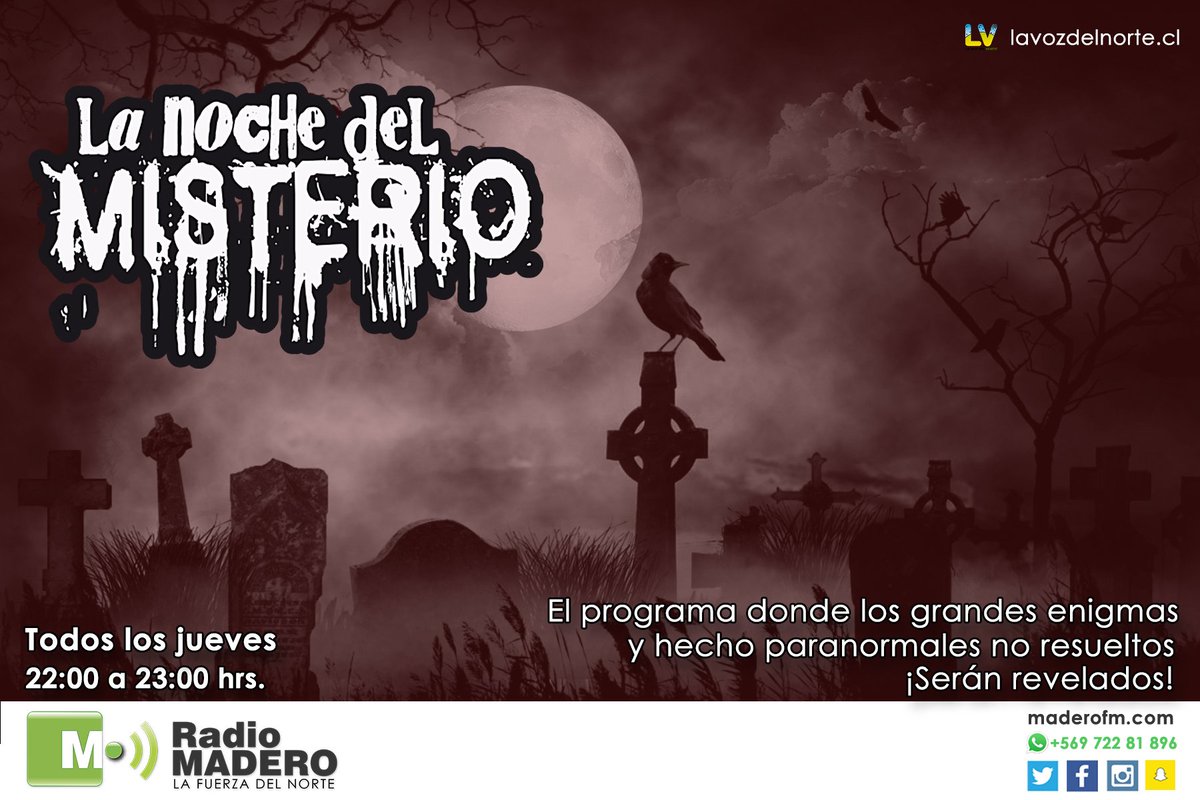 LV lavozdelnorte.cl
La noche del
MISTERIO
El programa donde los grandes enigmas
y hecho paranormales no resueltos
¡Serán revelados!
Todos los jueves
22:00 a 23:00 hrs.
M
Radio
MADERO
LA FUERZA DEL NORTE
maderofm.com
+569 722 81 896